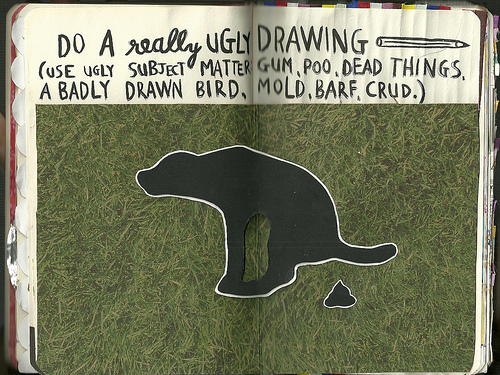 DO A really UGLY DRAWING
(USE UGLY SUBJECT MATTER GUM, POO, DEAD THINGS,
A BADLY DRAWN BIRD, MOLD, BARF, CRUD.)